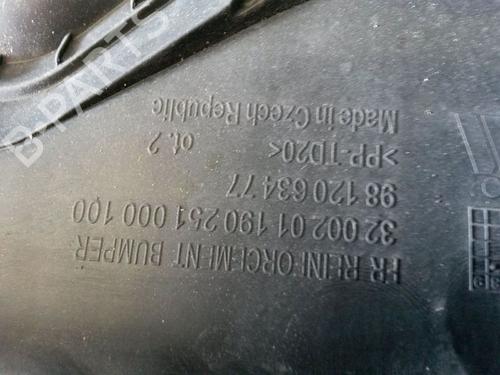 FR REINFORCEMENT BUMPER
32 002 01 190 251 000 100
98 120 634 77
>PP-TD20< ot. 2
Made in Czech Republic
B-PARTS